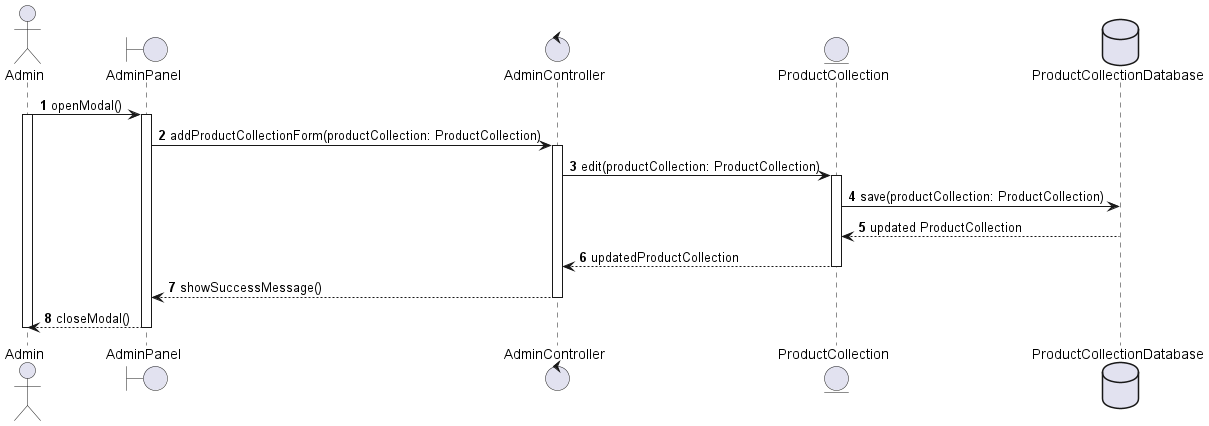 Admin
AdminPanel
AdminController
ProductCollection
ProductCollectionDatabase
1 openModal()
2 addProductCollectionForm(productCollection: ProductCollection)
3 edit(productCollection: ProductCollection)
4 save(productCollection: ProductCollection)
5 updated ProductCollection
6 updatedProductCollection
7 showSuccessMessage()
8 closeModal()
Admin
AdminPanel
AdminController
ProductCollection
ProductCollectionDatabase